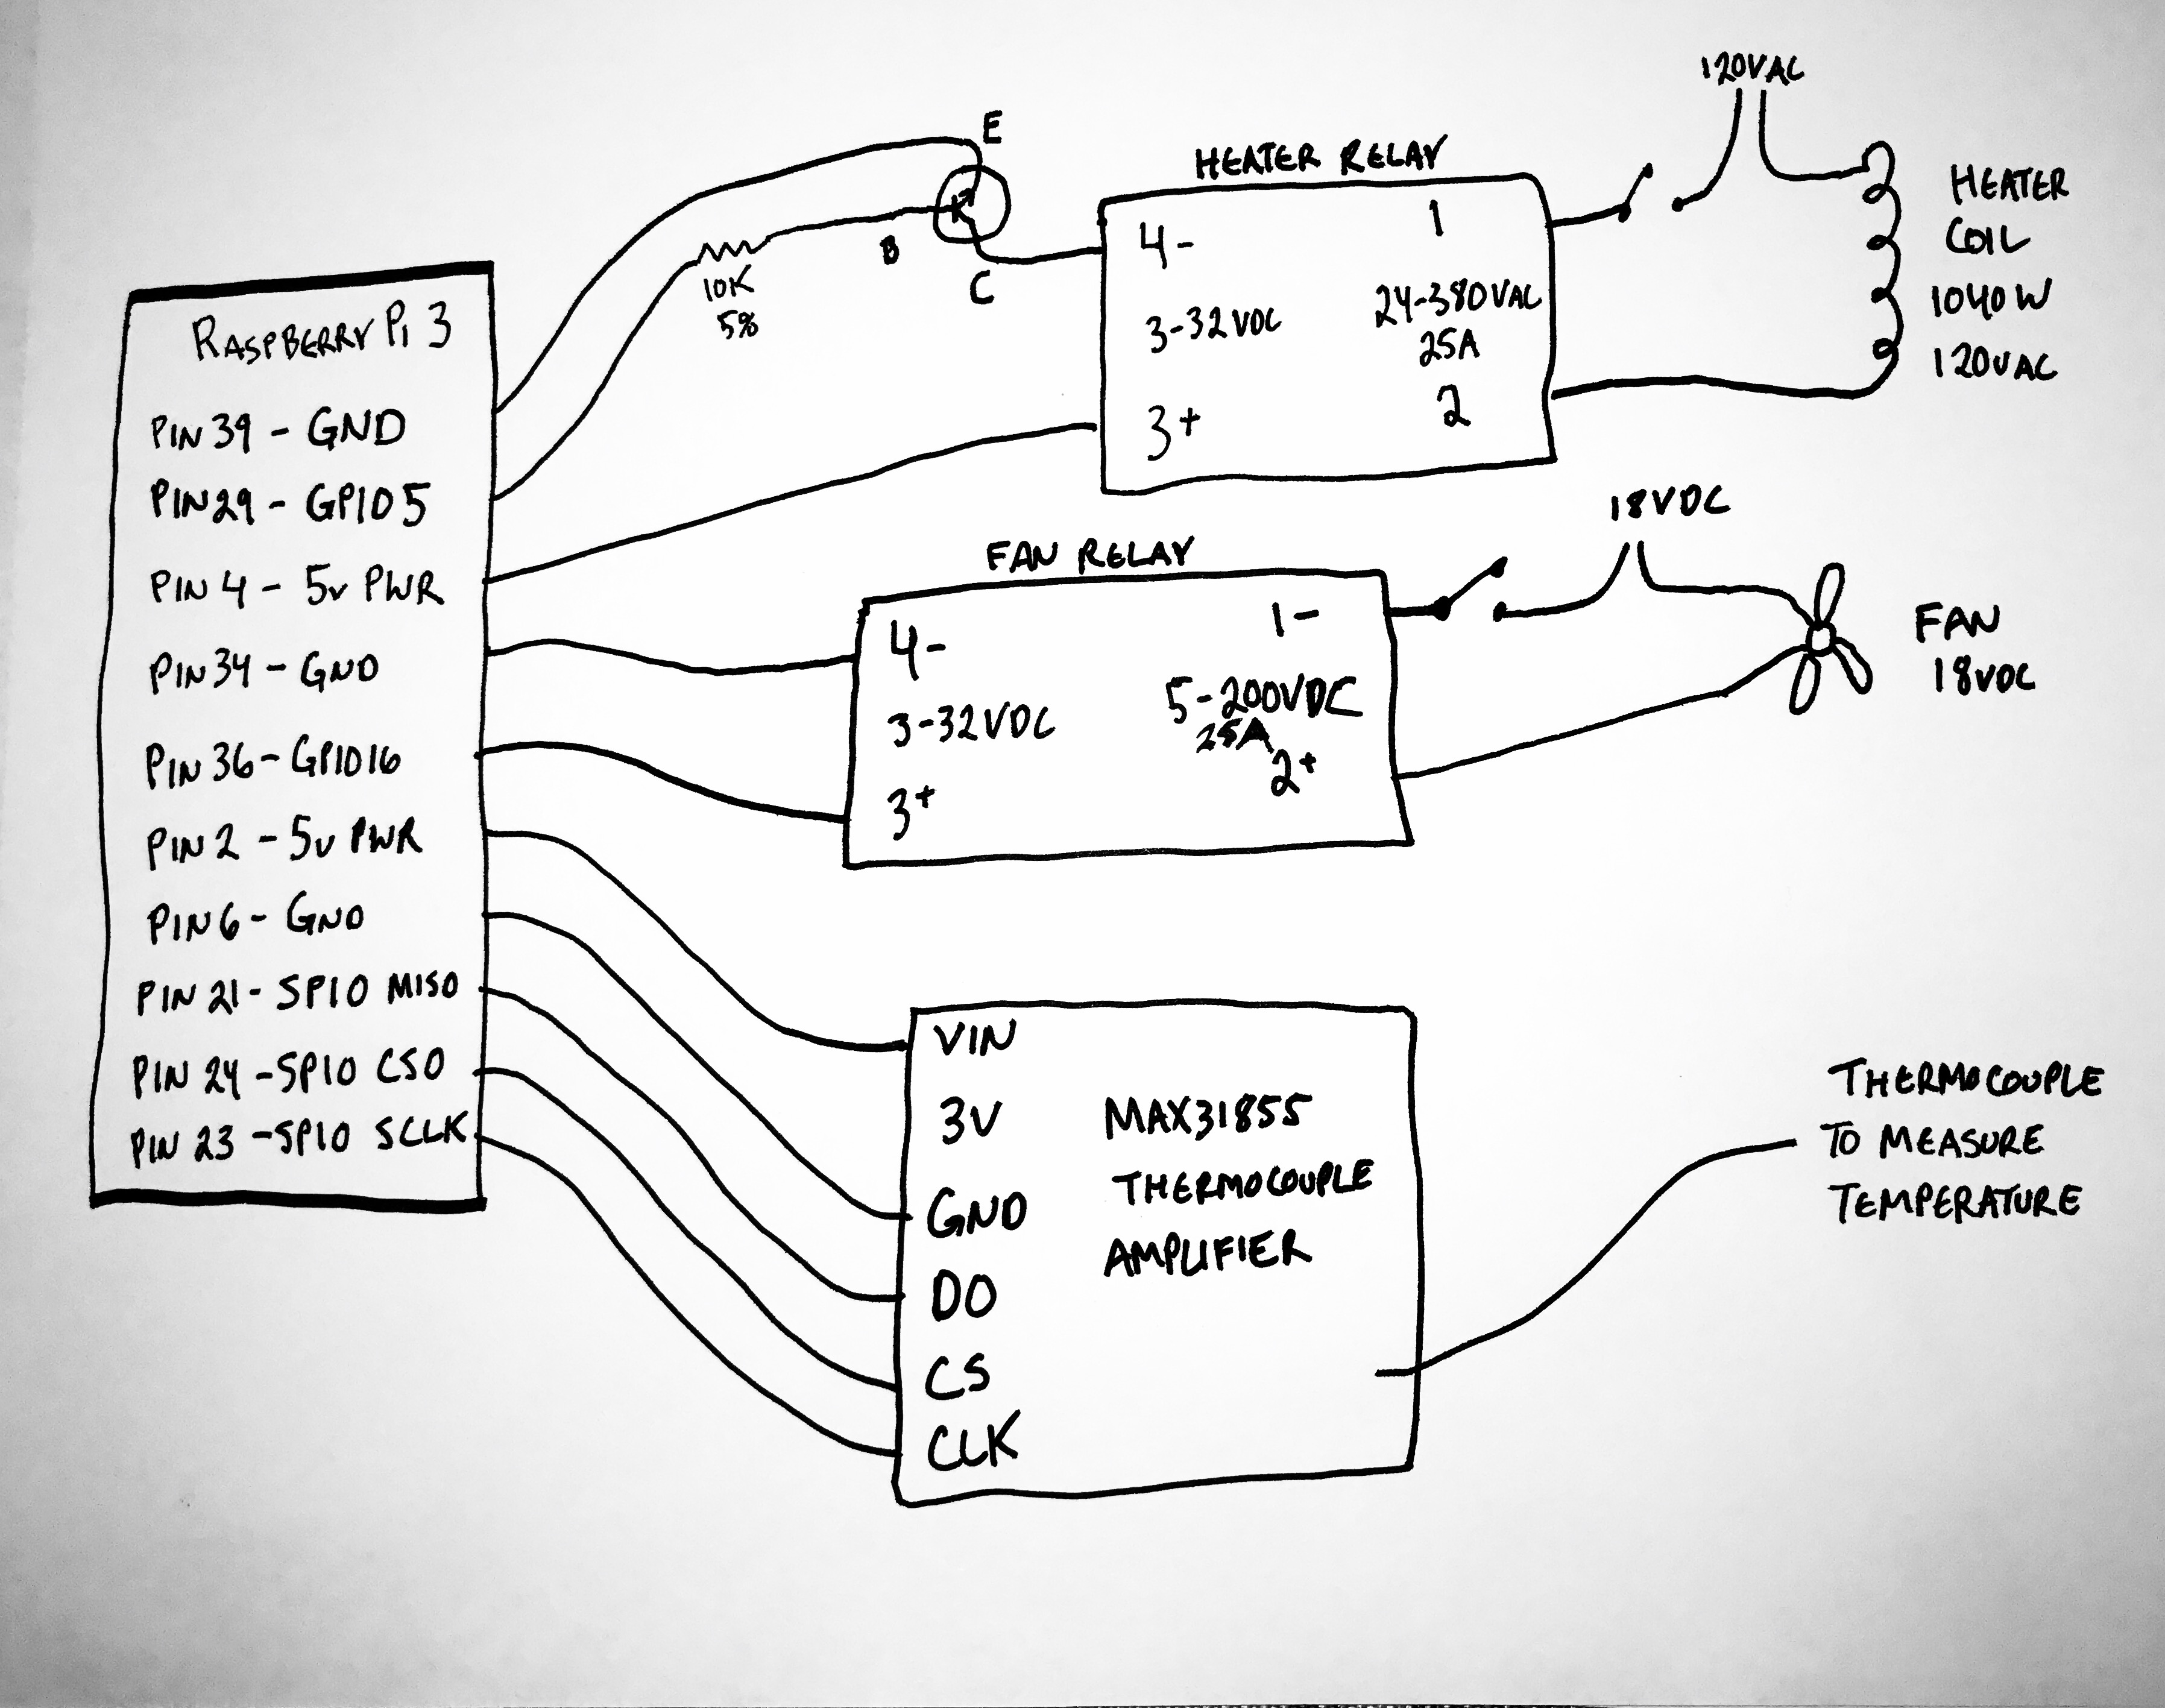 RASPBERRY PI 3
PIN 39 - GND
PIN 29 - GPIO 5
PIN 4 - 5V PWR
PIN 34 - GND
PIN 36 - GPIO16
PIN 2 - 5V PWR
PIN 6 - GND
PIN 21 - SPI0 MISO
PIN 24 - SPI0 CS0
PIN 23 - SPI0 SCLK
E
B
C
10K
5%
HEATER RELAY
4-
3-32VDC
3+
1
24-380VAC
25A
2
120VAC
HEATER
COIL
1040W
120VAC
FAN RELAY
4-
3-32VDC
3+
1-
5-200VDC
25A
2+
18VDC
FAN
18VDC
VIN
3V
GND
DO
CS
CLK
MAX31855
THERMOCOUPLE
AMPLIFIER
THERMOCOUPLE
TO MEASURE
TEMPERATURE